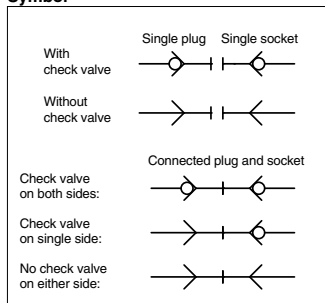 Single plug Single socket
With
check valve
Without
check valve
Connected plug and socket
Check valve
on both sides:
Check valve
on single side:
No check valve
on either side: